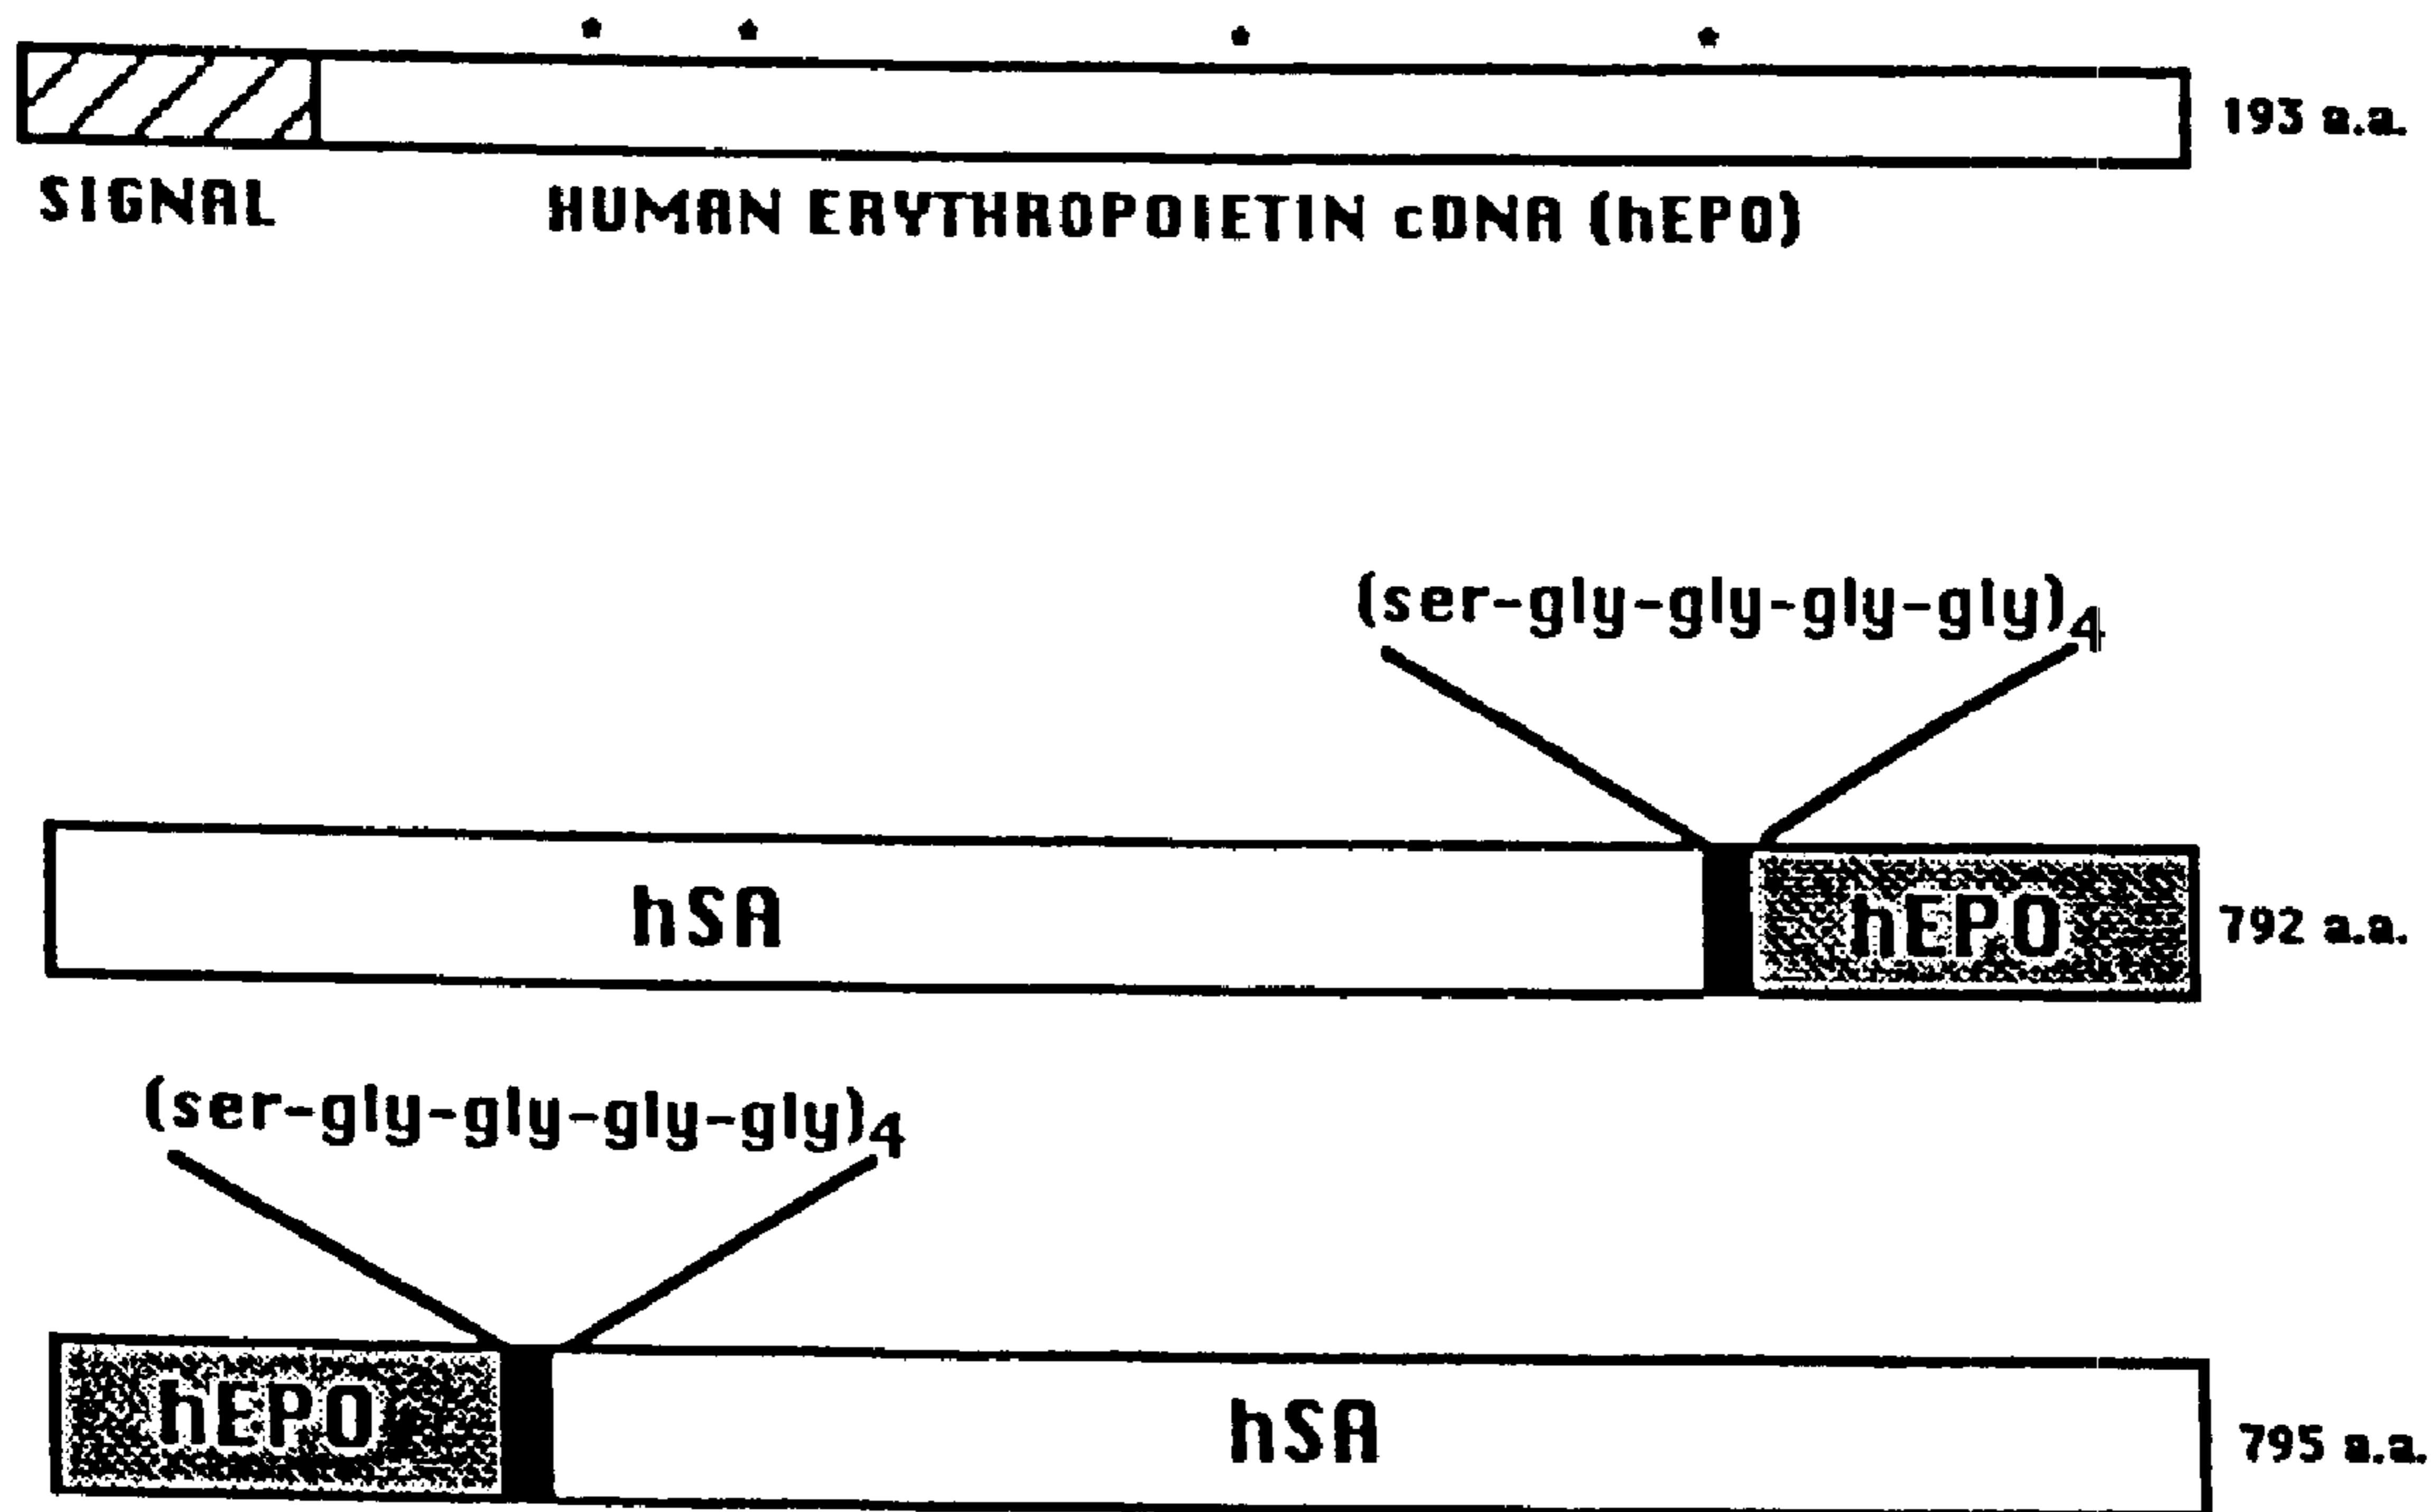 193 a.a.
SIGNAL HUMAN ERYTHROPOIETIN cDNA (hEPO)
(ser-gly-gly-gly-gly)4
hSA hEPO 792 a.a.
(ser-gly-gly-gly-gly)4
hEPO hSA 795 a.a.